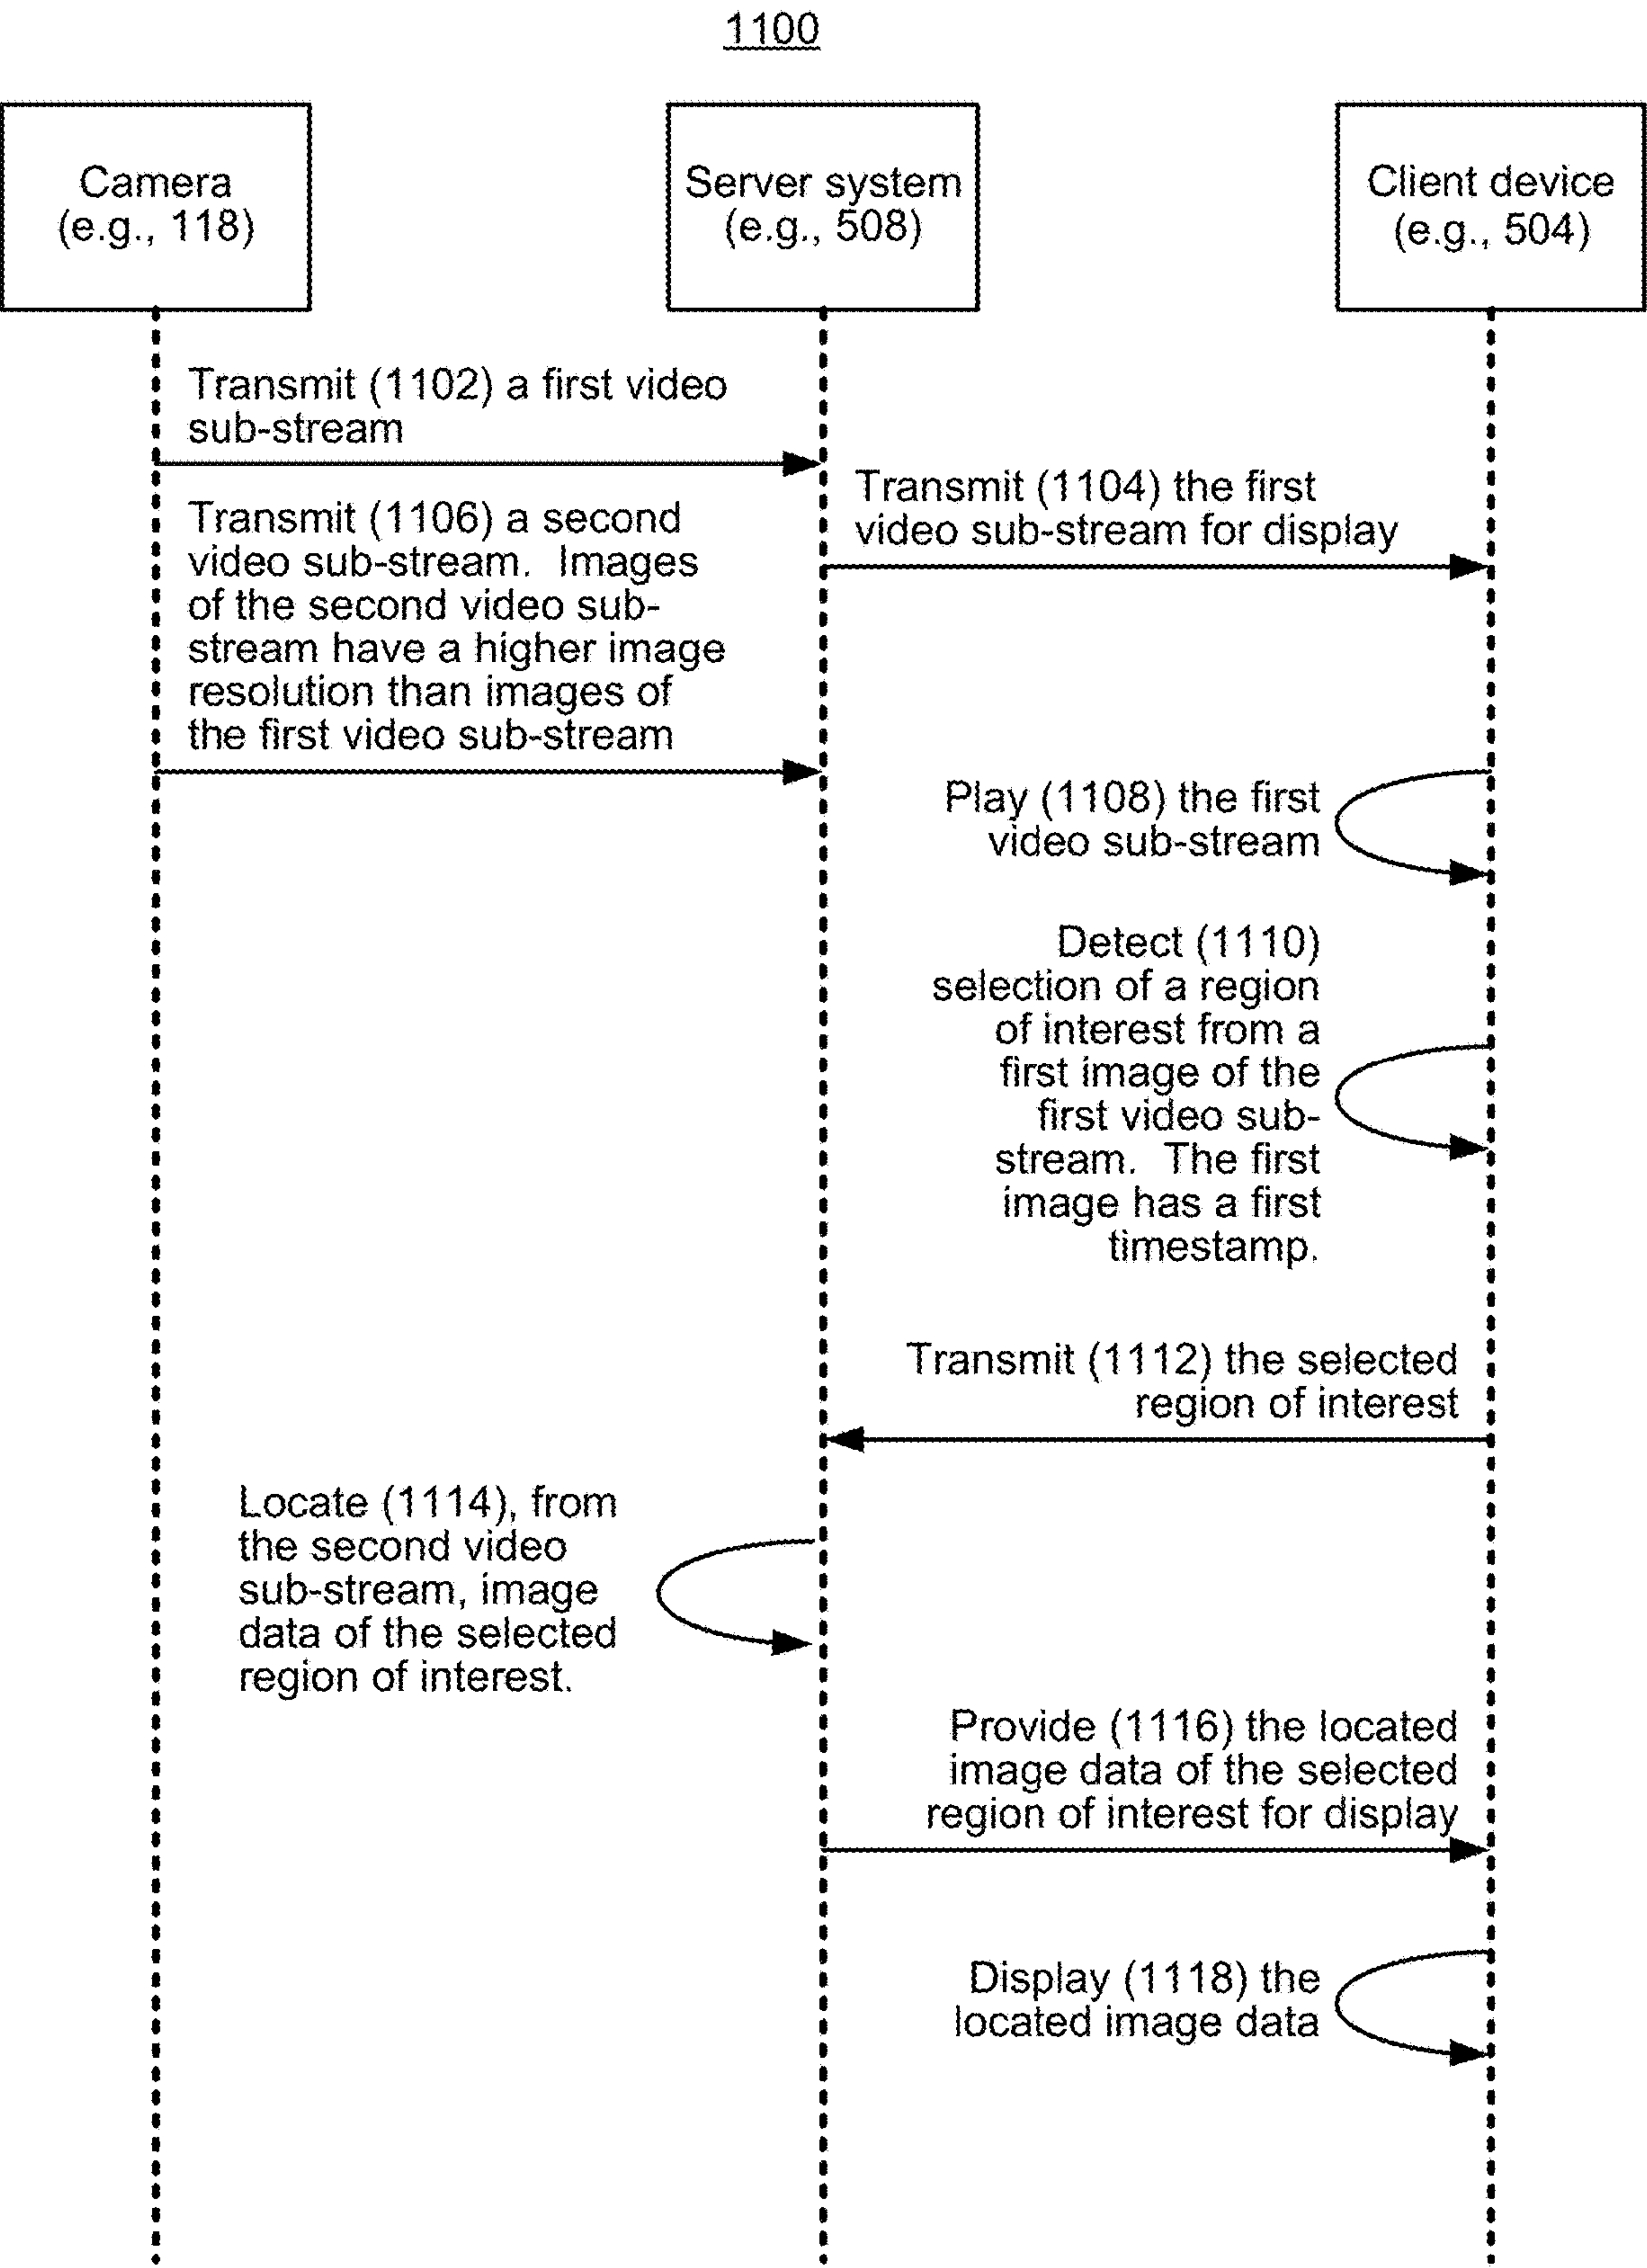 1100
Camera
(e.g., 118)
Server system
(e.g., 508)
Client device
(e.g., 504)
Transmit (1102) a first video
sub-stream
Transmit (1104) the first
video sub-stream for display
Transmit (1106) a second
video sub-stream.  Images
of the second video sub-
stream have a higher image
resolution than images of
the first video sub-stream
Play (1108) the first
video sub-stream
Detect (1110)
selection of a region
of interest from a
first image of the
first video sub-
stream.  The first
image has a first
timestamp.
Transmit (1112) the selected
region of interest
Locate (1114), from
the second video
sub-stream, image
data of the selected
region of interest.
Provide (1116) the located
image data of the selected
region of interest for display
Display (1118) the
located image data